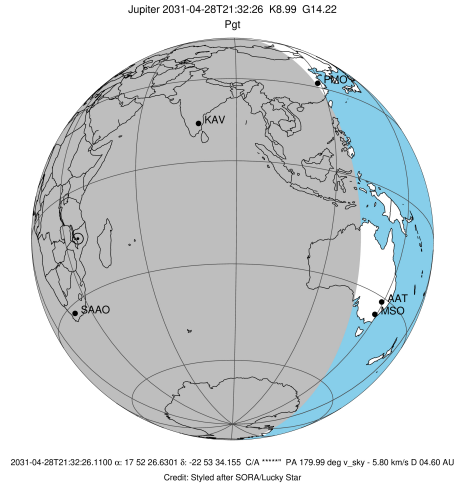 Jupiter 2031-04-28T21:32:26  K8.99  G14.22
Pgt
PMO
KAV
AAT
MSO
SAAO
2031-04-28T21:32:26.1100 α: 17 52 26.6301 δ: -22 53 34.155  C/A *****"  PA 179.99 deg v_sky - 5.80 km/s D 04.60 AU
Credit: Styled after SORA/Lucky Star